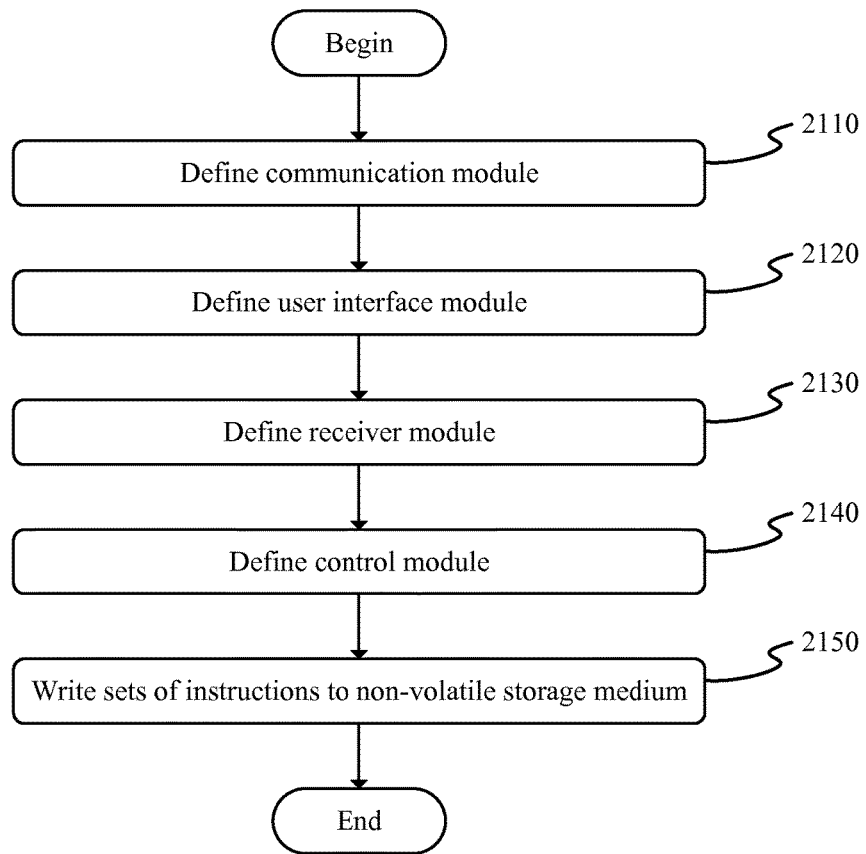 Begin
2110
Define communication module
2120
Define user interface module
2130
Define receiver module
2140
Define control module
2150
Write sets of instructions to non-volatile storage medium
End